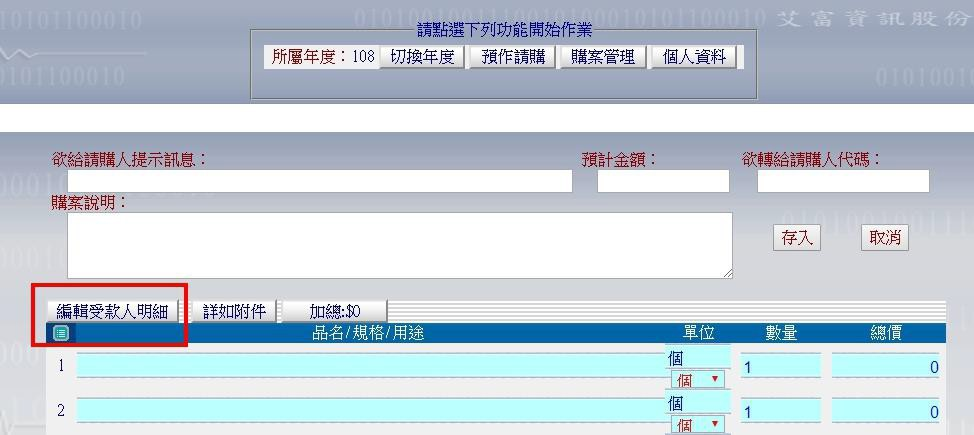 艾富資訊股份
請點選下列功能開始作業
所屬年度：108 切換年度 預作請購 購案管理 個人資料
欲給請購人提示訊息： 預計金額： 欲轉給請購人代碼：
購案說明：
存入 取消
編輯受款人明細 詳如附件 加總:$0
品名/規格/用途 單位 數量 總價
1 個 1 0
個
2 個 1 0
個